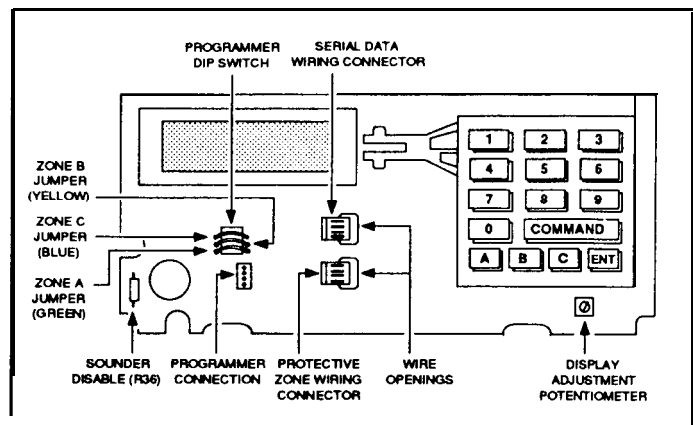 PROGRAMMER
DIP SWITCH
SERIAL DATA
WIRING CONNECTOR
ZONE B
JUMPER
(YELLOW)
ZONE C
JUMPER
(BLUE)
ZONE A
JUMPER
(GREEN)
1 2 3
4 5 6
7 8 9
0 COMMAND
A B C ENT
SOUNDER
DISABLE (R36)
PROGRAMMER
CONNECTION
PROTECTIVE
ZONE WIRING
CONNECTOR
WIRE
OPENINGS
DISPLAY
ADJUSTMENT
POTENTIOMETER